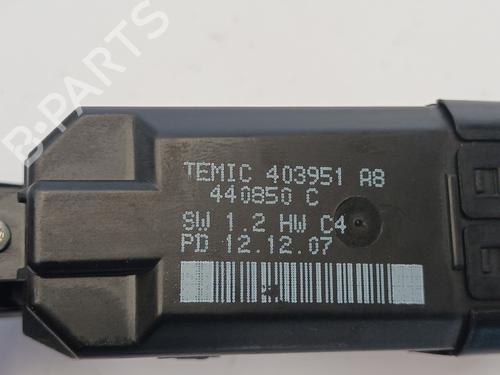 B-PARTS
TEMIC 403951 A8
440850 C
SW 1.2 HW C4
PD 12.12.07